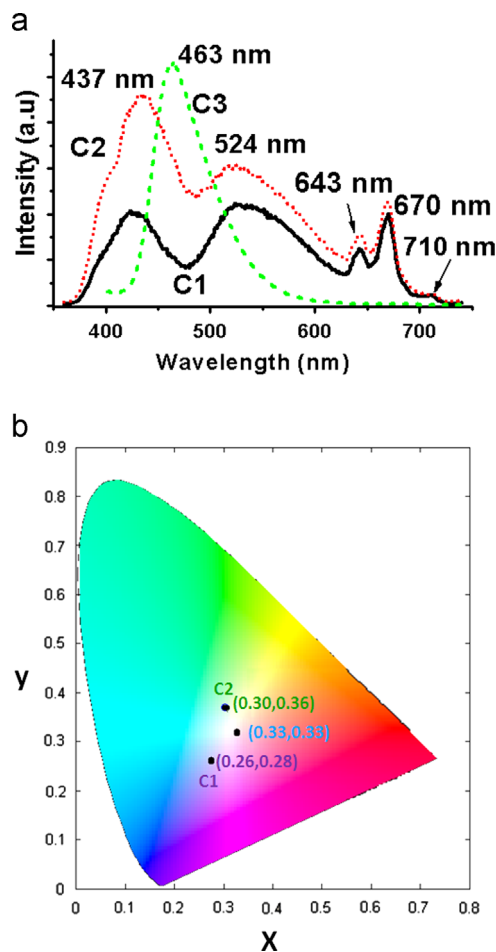 a
463 nm
437 nm
C3
C2
524 nm
643 nm
670 nm
710 nm
C1
Intensity (a.u)
400 500 600 700
Wavelength (nm)
b
0.9
0.8
0.7
0.6
0.5
0.4
0.3
0.2
0.1
0
y
C2
(0.30,0.36)
(0.33,0.33)
(0.26,0.28)
C1
0 0.1 0.2 0.3 0.4 0.5 0.6 0.7 0.8
X